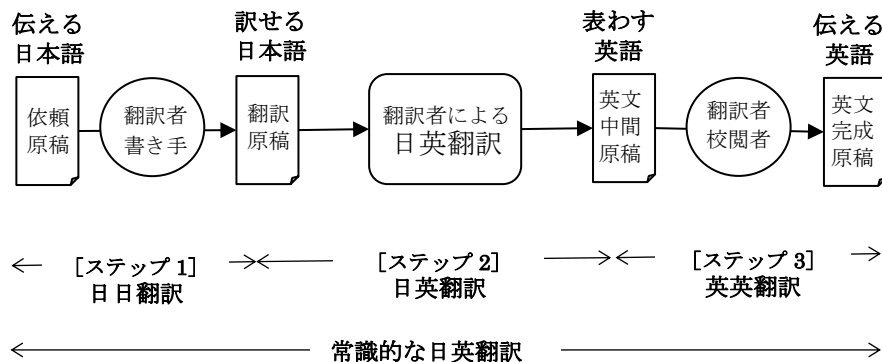 伝える
日本語
訳せる
日本語
表わす
英語
伝える
英語
依頼
原稿
翻訳者
書き手
翻訳
原稿
翻訳者による
日英翻訳
英文
中間
原稿
翻訳者
校閲者
英文
完成
原稿
［ステップ 1］
日日翻訳
［ステップ 2］
日英翻訳
［ステップ 3］
英英翻訳
常識的な日英翻訳